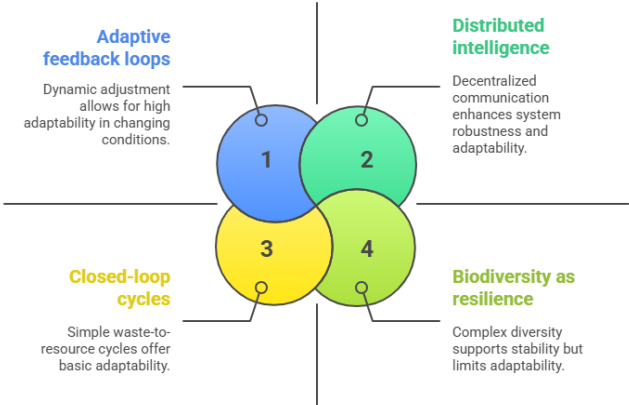 Adaptive
feedback loops
Dynamic adjustment
allows for high
adaptability in changing
conditions.
Distributed
intelligence
Decentralized
communication
enhances system
robustness and
adaptability.
1
2
3
4
Closed-loop
cycles
Simple waste-to-
resource cycles offer
basic adaptability.
Biodiversity as
resilience
Complex diversity
supports stability but
limits adaptability.